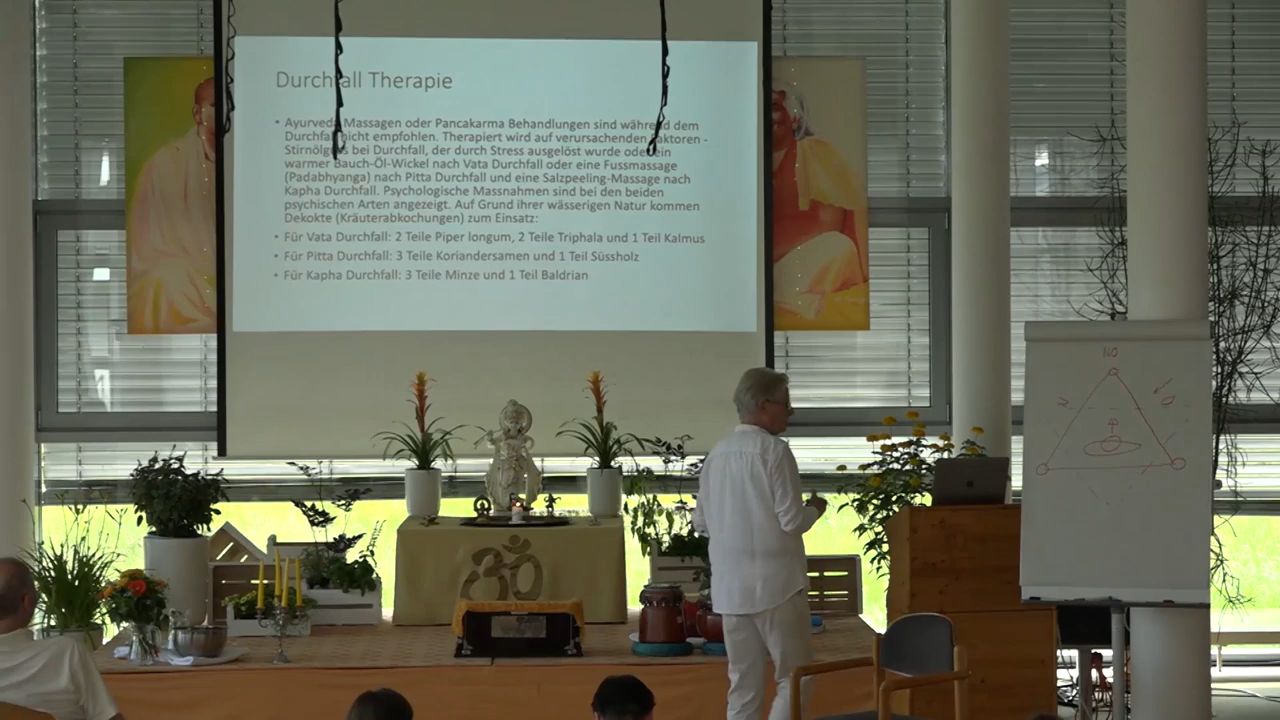 Durchfall Therapie
• Ayurveda Massagen oder Pancakarma Behandlungen sind während dem
Durchfall nicht empfohlen. Therapiert wird auf verursachenden Faktoren -
Stirnölguss bei Durchfall, der durch Stress ausgelöst wurde oder ein
warmer Bauch-Öl-Wickel nach Vata Durchfall oder eine Fussmassage
(Padabhyanga) nach Pitta Durchfall und eine Salzpeeling-Massage nach
Kapha Durchfall. Psychologische Massnahmen sind bei den beiden
psychischen Arten angezeigt. Auf Grund ihrer wässerigen Natur kommen
Dekokte (Kräuterabkochungen) zum Einsatz:
• Für Vata Durchfall: 2 Teile Piper longum, 2 Teile Triphala und 1 Teil Kalmus
• Für Pitta Durchfall: 3 Teile Koriandersamen und 1 Teil Süssholz
• Für Kapha Durchfall: 3 Teile Minze und 1 Teil Baldrian
ॐ